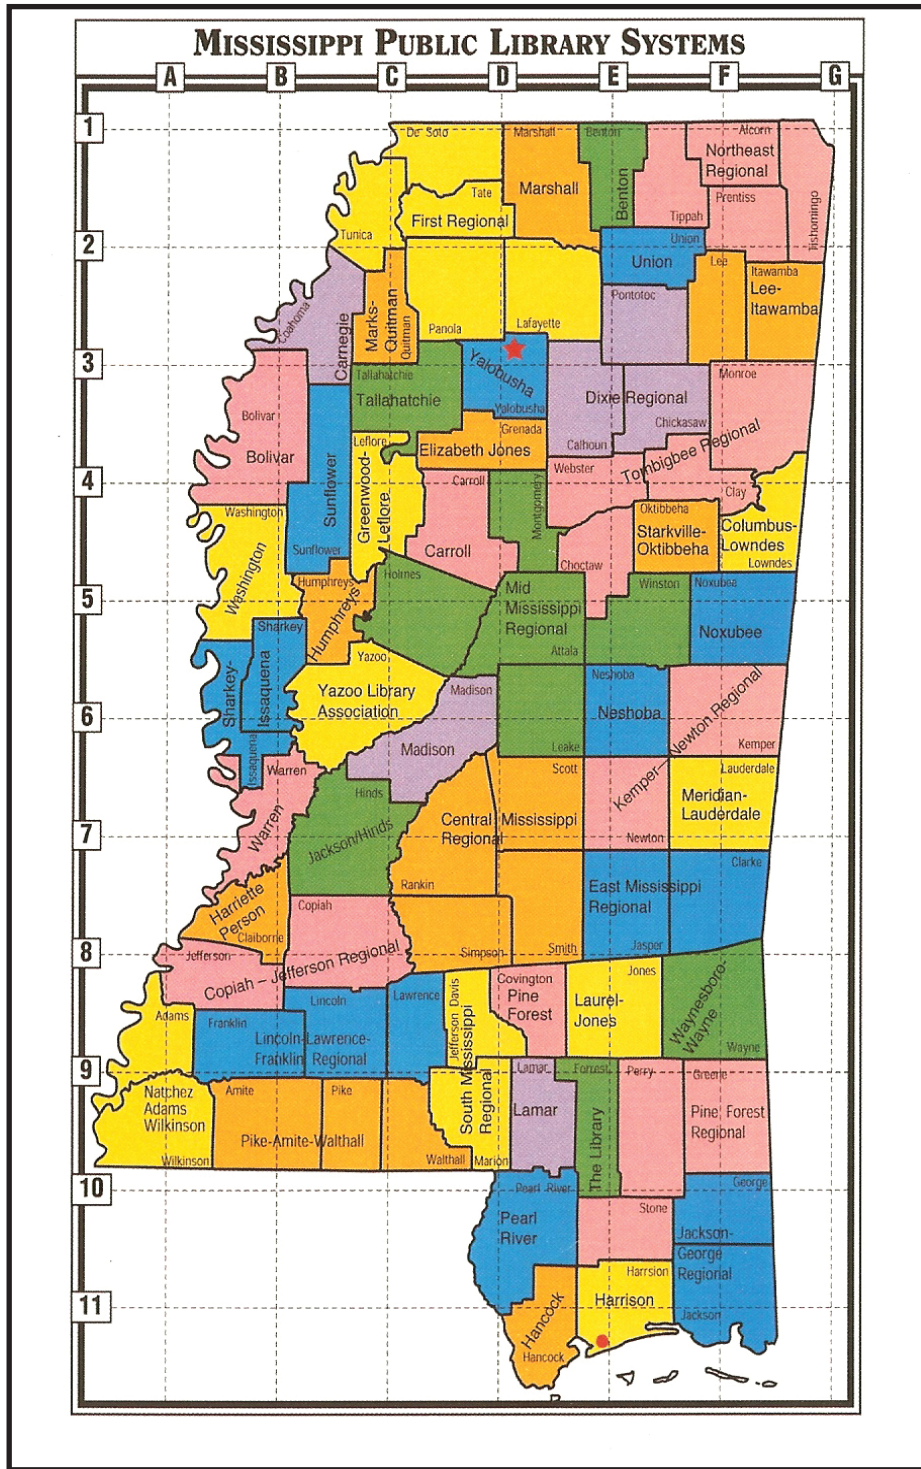 MISSISSIPPI PUBLIC LIBRARY SYSTEMS
A B C D E F G
1
De Soto
Marshall
Benton
Alcorn
Northeast
Regional
Marshall
Benton
Tate
Prentiss
First Regional
Tippah
Tishomingo
Tunica
2
Union
Union
Lee
Itawamba
Lee-
Itawamba
Pontotoc
Coahoma
Carnegie
Marks-
Quitman
Quitman
Panola
Lafayette
3
Yalobusha
Yalobusha
Tallahatchie
Tallahatchie
Monroe
Dixie Regional
Bolivar
Bolivar
Grenada
Elizabeth Jones
Calhoun
Chickasaw
Leflore
Greenwood-
Leflore
Tombigbee Regional
4
Sunflower
Sunflower
Carroll
Carroll
Montgomery
Webster
Clay
Washington
Washington
Oktibbeha
Starkville-
Oktibbeha
Columbus-
Lowndes
Lowndes
Choctaw
5
Humphreys
Humphreys
Holmes
Mid
Mississippi
Regional
Attala
Winston
Noxubee
Noxubee
Sharkey
Sharkey-
Issaquena
Issaquena
Yazoo
Yazoo Library
Association
6
Madison
Madison
Leake
Neshoba
Neshoba
Kemper – Newton Regional
Kemper
Warren
Warren
Hinds
Jackson/Hinds
Scott
Lauderdale
Meridian-
Lauderdale
7
Central Mississippi
Regional
Newton
Rankin
Clarke
East Mississippi
Regional
Harriette
Person
Claiborne
Copiah
8
Jefferson
Copiah – Jefferson Regional
Simpson
Smith
Jasper
Adams
Franklin
Lincoln
Lawrence
Lincoln-Lawrence-
Franklin Regional
Jefferson Davis
South Mississippi
Regional
Covington
Pine
Forest
Jones
Laurel-
Jones
Waynesboro-
Wayne
Wayne
9
Natchez
Adams
Wilkinson
Wilkinson
Amite
Pike
Pike-Amite-Walthall
Walthall
Marion
Lamar
Lamar
Forrest
The Library
Perry
Greene
Pine Forest
Regional
10
Pearl River
Pearl
River
Stone
George
Jackson-
George
Regional
Jackson
11
Hancock
Hancock
Harrsion
Harrison